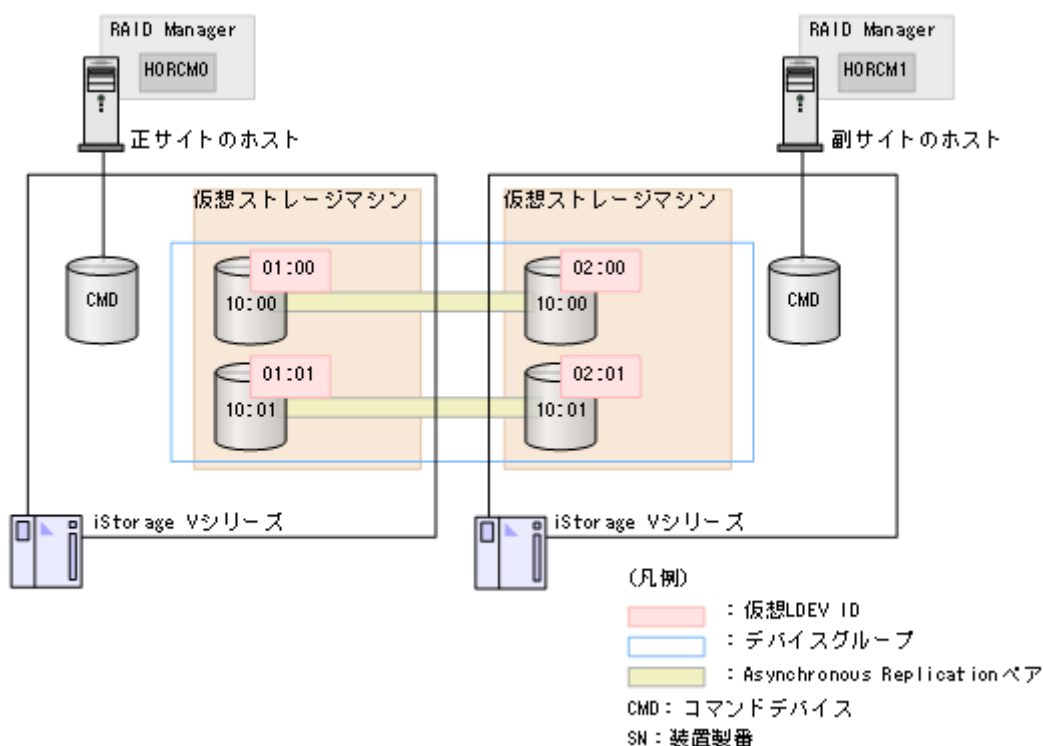 RAID Manager
HORCM0
正サイトのホスト
RAID Manager
HORCM1
副サイトのホスト
仮想ストレージマシン
仮想ストレージマシン
CMD
01:00
10:00
02:00
10:00
CMD
01:01
10:01
02:01
10:01
iStorage Vシリーズ
iStorage Vシリーズ
(凡例)
：仮想LDEV ID
：デバイスグループ
：Asynchronous Replicationペア
CMD：コマンドデバイス
SN：装置製番